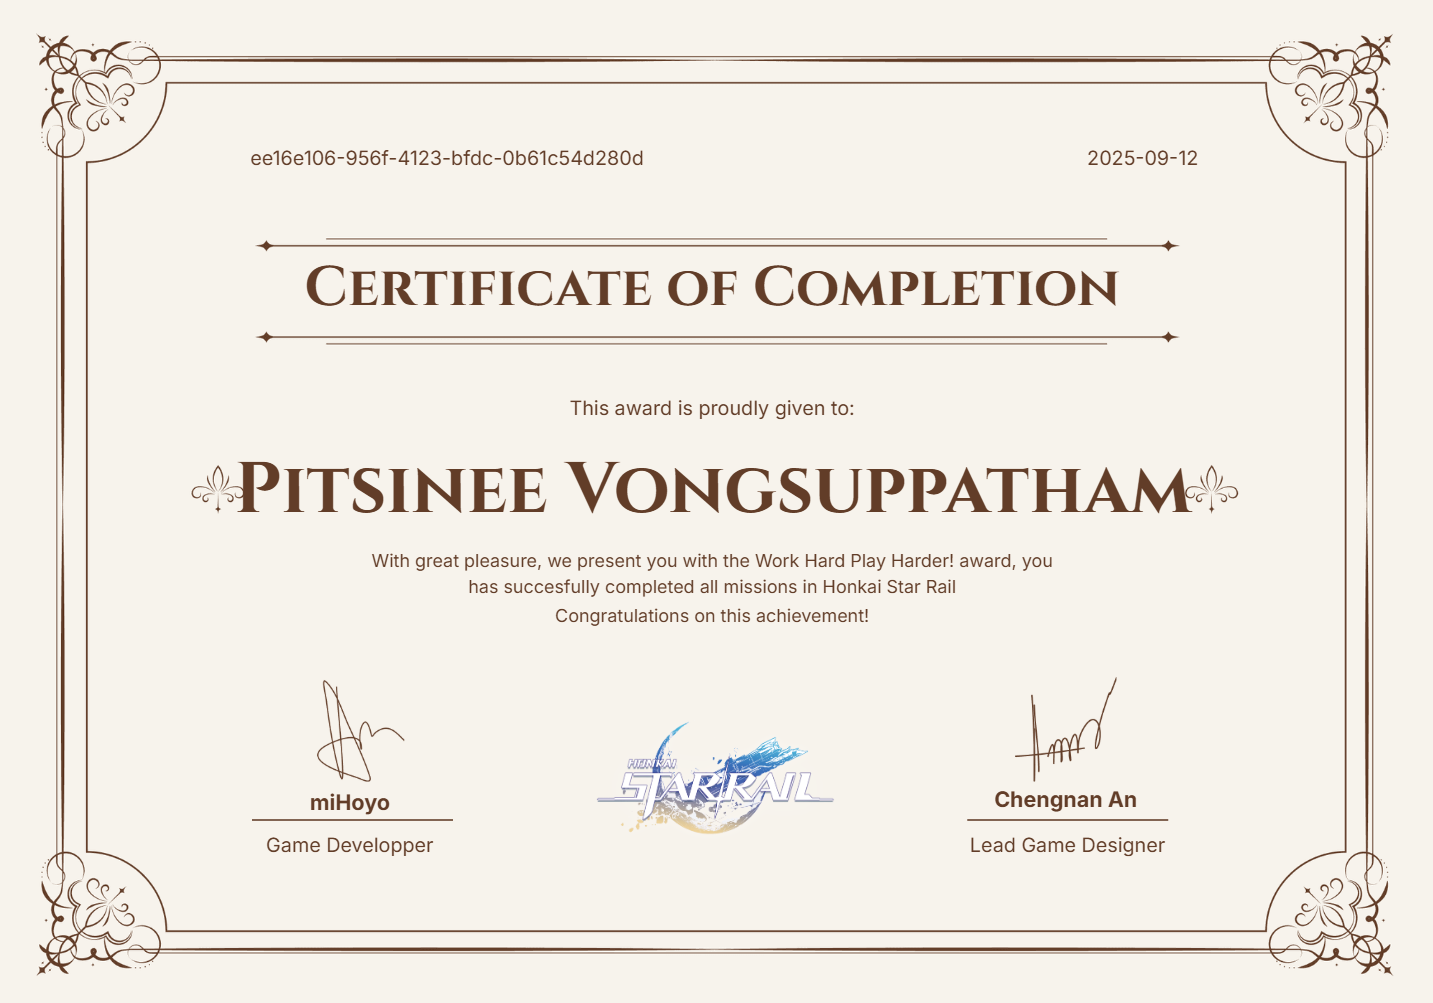 ee16e106-956f-4123-bfdc-0b61c54d280d
2025-09-12
Certificate of Completion
This award is proudly given to:
Pitsinee Vongsuppatham
With great pleasure, we present you with the Work Hard Play Harder! award, you
has succesfully completed all missions in Honkai Star Rail
Congratulations on this achievement!
HONKAI
STAR RAIL
miHoyo
Game Developper
Chengnan An
Lead Game Designer